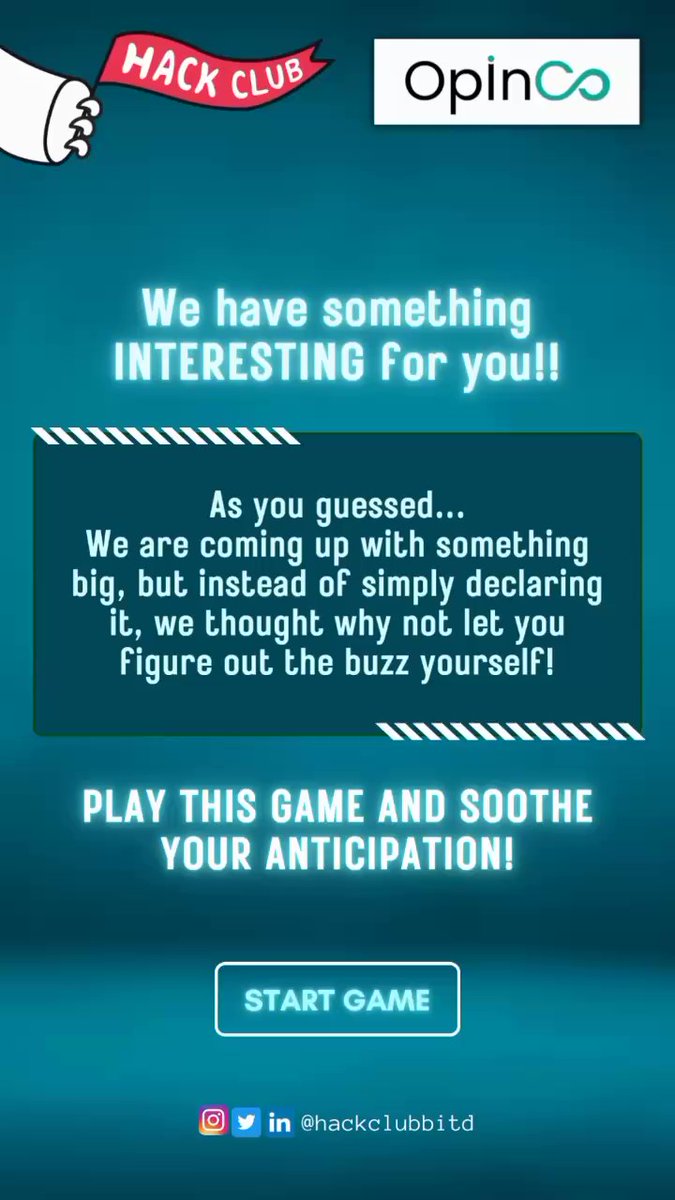 HACK CLUB
OpinCo
We have something
INTERESTING for you!!
As you guessed...
We are coming up with something
big, but instead of simply declaring
it, we thought why not let you
figure out the buzz yourself!
PLAY THIS GAME AND SOOTHE
YOUR ANTICIPATION!
START GAME
in @hackclubbitd